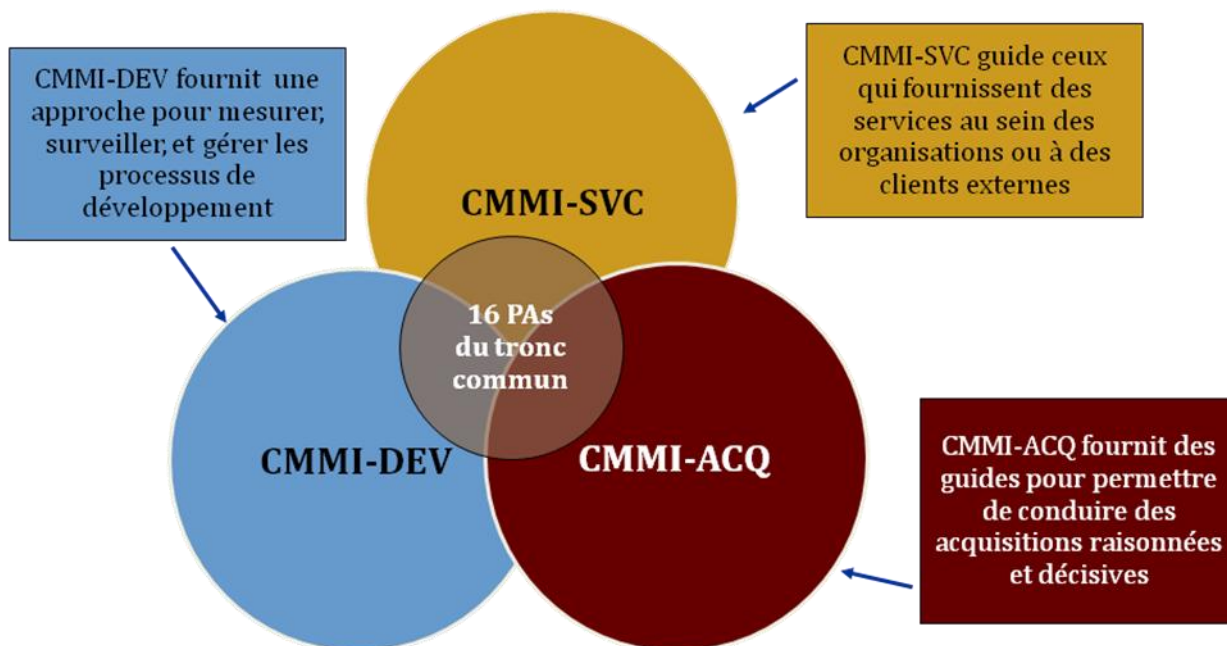 CMMI-DEV fournit une
approche pour mesurer,
surveiller, et gérer les
processus de
développement
CMMI-SVC guide ceux
qui fournissent des
services au sein des
organisations ou à des
clients externes
CMMI-SVC
16 PAs
du tronc
commun
CMMI-DEV
CMMI-ACQ
CMMI-ACQ fournit des
guides pour permettre
de conduire des
acquisitions raisonnées
et décisives